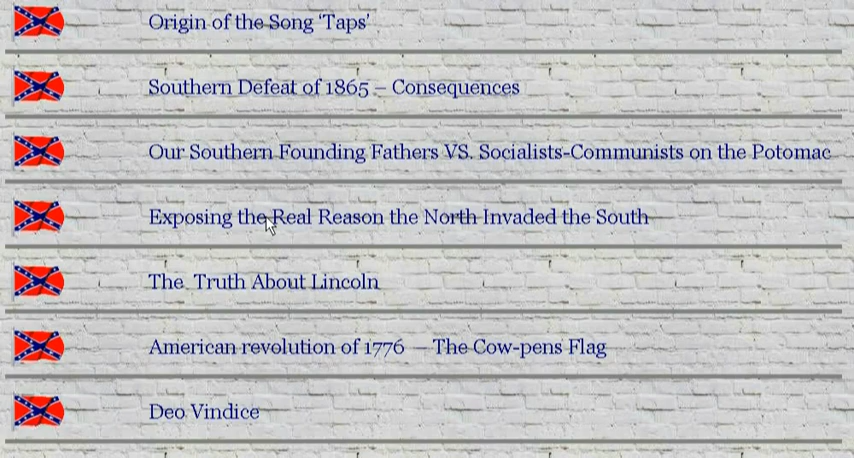 Origin of the Song ‘Taps’
Southern Defeat of 1865 – Consequences
Our Southern Founding Fathers VS. Socialists-Communists on the Potomac
Exposing the Real Reason the North Invaded the South
The Truth About Lincoln
American revolution of 1776 – The Cow-pens Flag
Deo Vindice